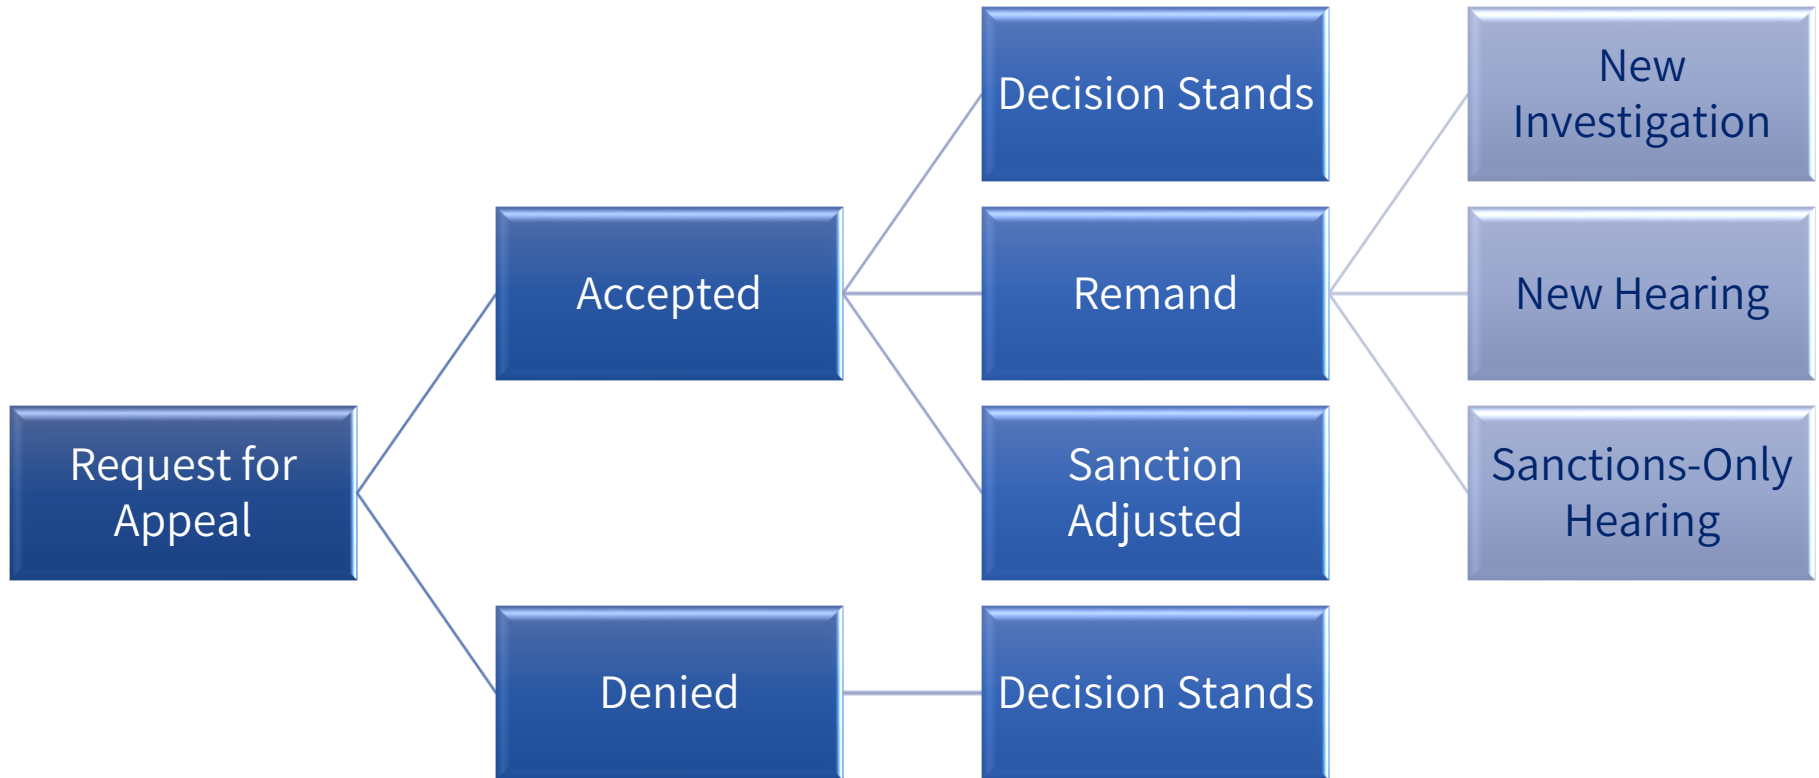 Request for
Appeal
Accepted
Decision Stands
Remand
New
Investigation
New Hearing
Sanctions-Only
Hearing
Sanction
Adjusted
Denied
Decision Stands